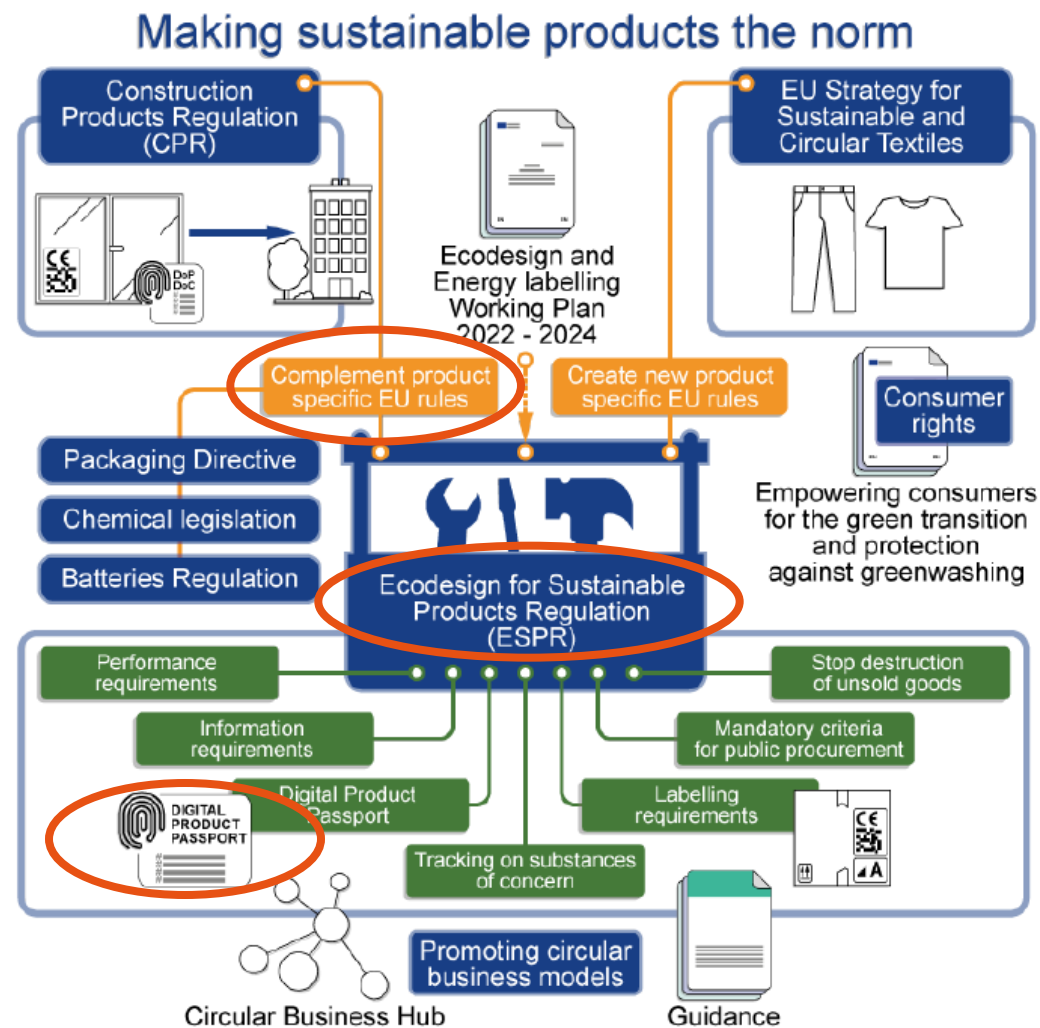 Making sustainable products the norm
Construction
Products Regulation
(CPR)
CE
DoP
DoC
EN
EN
Ecodesign and
Energy labelling
Working Plan
2022 - 2024
EU Strategy for
Sustainable and
Circular Textiles
Complement product
specific EU rules
Create new product
specific EU rules
Consumer
rights
Empowering consumers
for the green transition
and protection
against greenwashing
Packaging Directive
Chemical legislation
Batteries Regulation
Ecodesign for Sustainable
Products Regulation
(ESPR)
Performance
requirements
Stop destruction
of unsold goods
Information
requirements
Mandatory criteria
for public procurement
Digital Product
Passport
Labelling
requirements
DIGITAL
PRODUCT
PASSPORT
Tracking on substances
of concern
CE
A
Promoting circular
business models
Circular Business Hub
Guidance